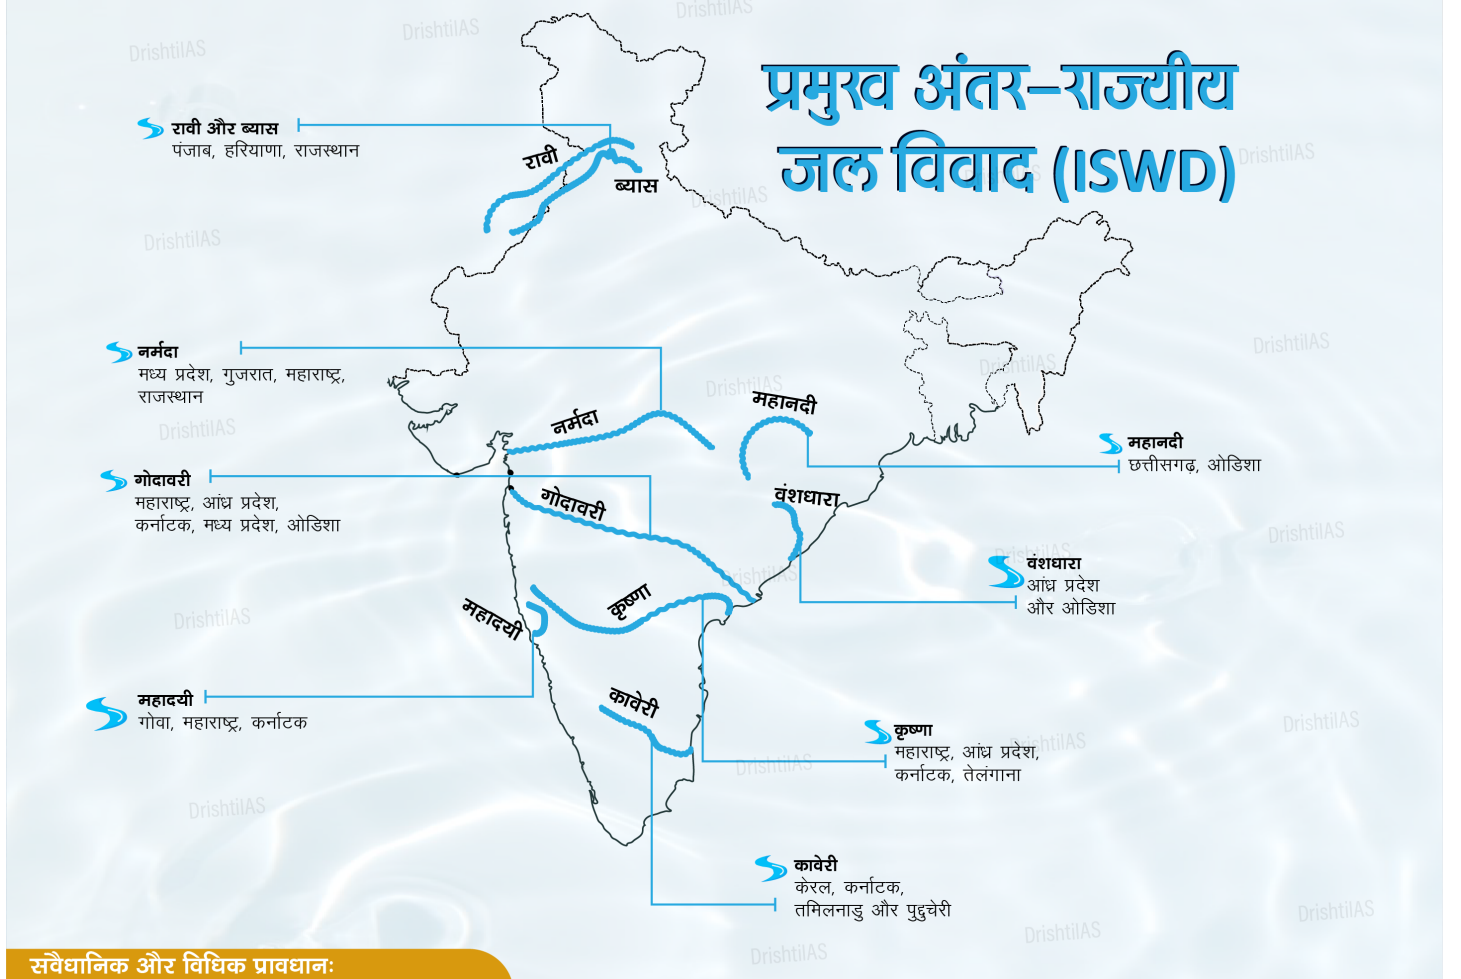 प्रमुख अंतर–राज्यीय
जल विवाद (ISWD)
रावी और ब्यास
पंजाब, हरियाणा, राजस्थान
रावी
ब्यास
नर्मदा
मध्य प्रदेश, गुजरात, महाराष्ट्र,
राजस्थान
नर्मदा
महानदी
महानदी
छत्तीसगढ़, ओडिशा
गोदावरी
महाराष्ट्र, आंध्र प्रदेश,
कर्नाटक, मध्य प्रदेश, ओडिशा
गोदावरी
वंशधारा
वंशधारा
आंध्र प्रदेश
और ओडिशा
कृष्णा
महादयी
महादयी
गोवा, महाराष्ट्र, कर्नाटक
कावेरी
कृष्णा
महाराष्ट्र, आंध्र प्रदेश,
कर्नाटक, तेलंगाना
कावेरी
केरल, कर्नाटक,
तमिलनाडु और पुद्दुचेरी
संवैधानिक और विधिक प्रावधानः
DrishtiIAS